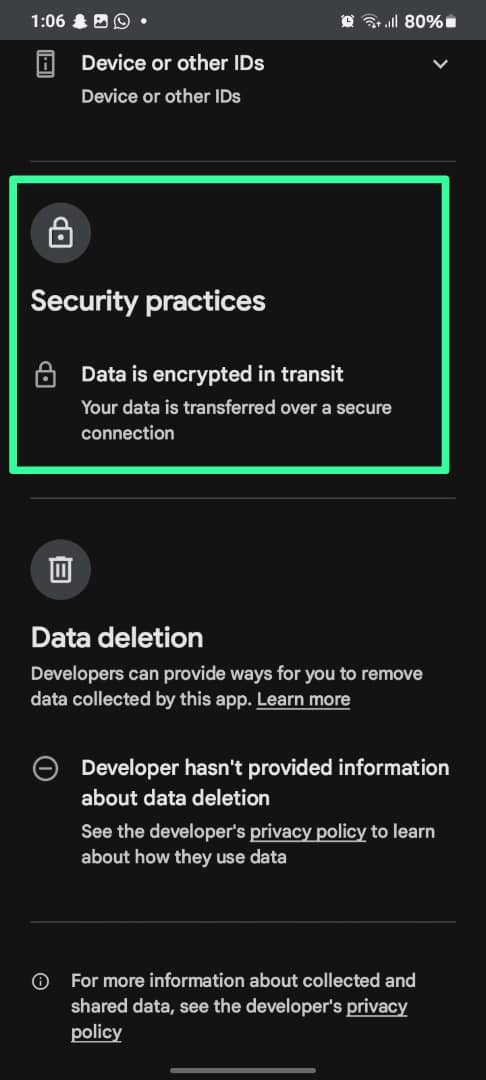 1:06
80%
Device or other IDs
Device or other IDs
Security practices
Data is encrypted in transit
Your data is transferred over a secure
connection
Data deletion
Developers can provide ways for you to remove
data collected by this app. Learn more
Developer hasn't provided information
about data deletion
See the developer's privacy policy to learn
about how they use data
For more information about collected and
shared data, see the developer's privacy
policy